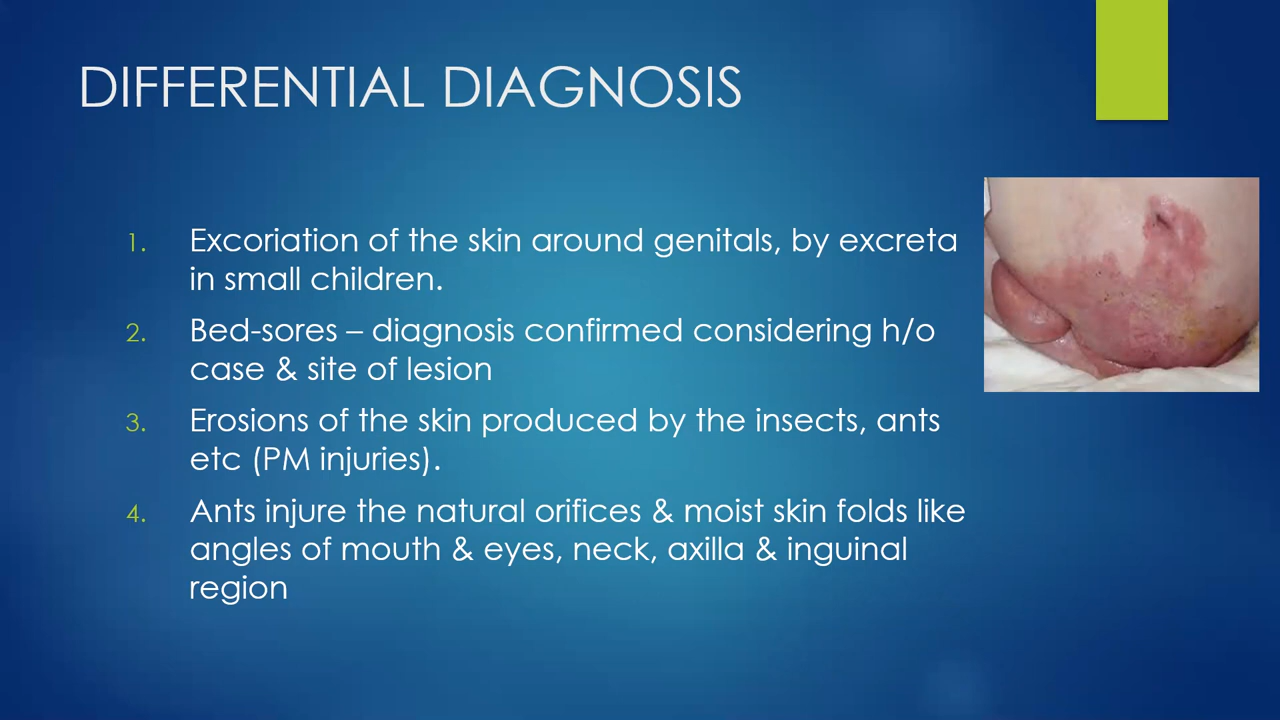 DIFFERENTIAL DIAGNOSIS
1. Excoriation of the skin around genitals, by excreta
in small children.
2. Bed-sores – diagnosis confirmed considering h/o
case & site of lesion
3. Erosions of the skin produced by the insects, ants
etc (PM injuries).
4. Ants injure the natural orifices & moist skin folds like
angles of mouth & eyes, neck, axilla & inguinal
region